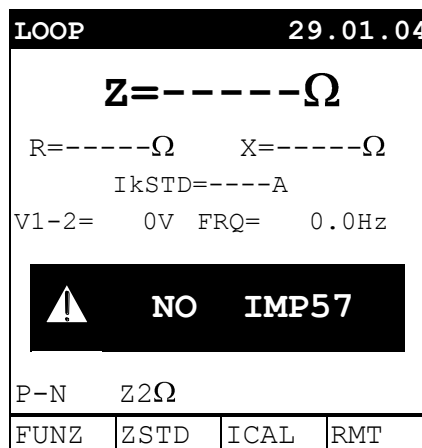 LOOP 29.01.04
Z=-----Ω
R=-----Ω X=-----Ω
IkSTD=----A
V1-2= 0V FRQ= 0.0Hz
NO IMP57
P-N Z2Ω
FUNZ ZSTD ICAL RMT